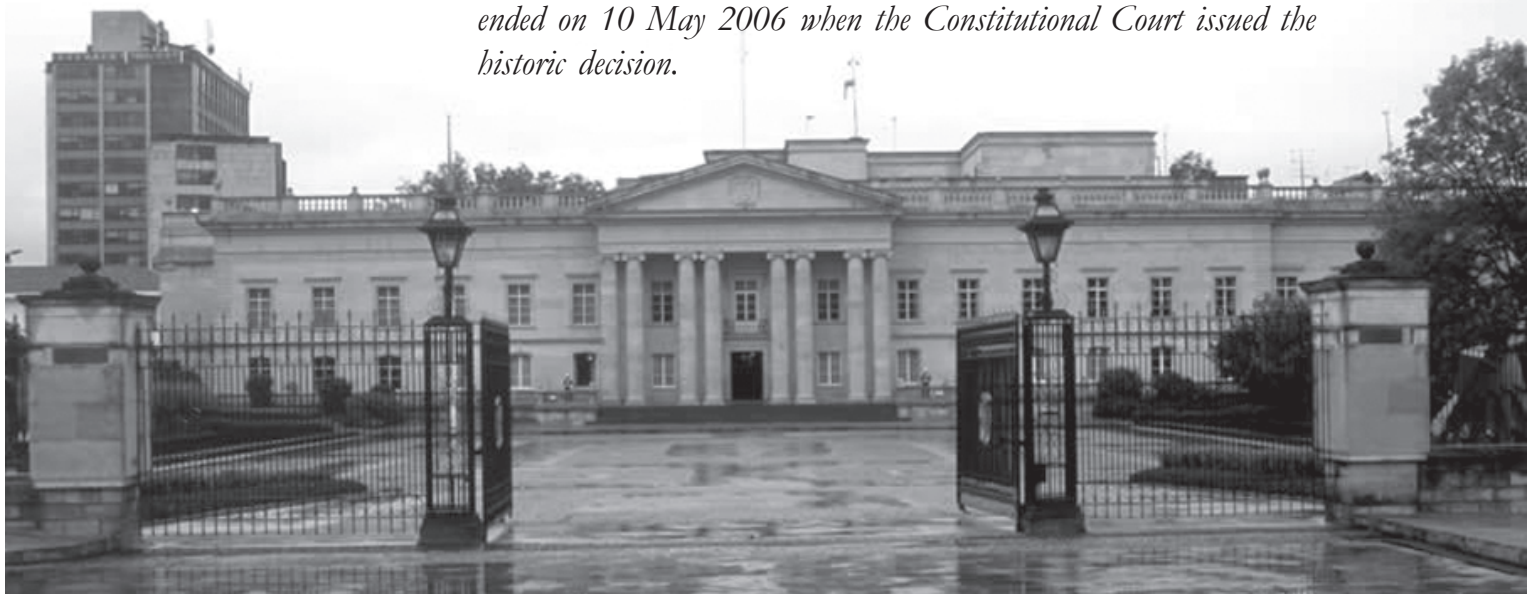 ended on 10 May 2006 when the Constitutional Court issued the
historic decision.